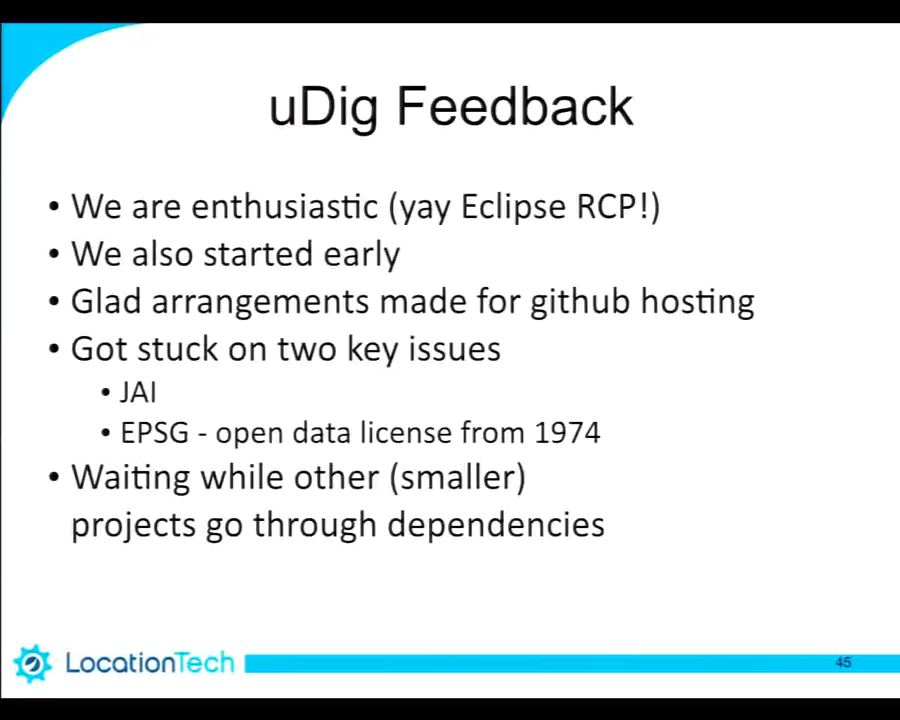 uDig Feedback
• We are enthusiastic (yay Eclipse RCP!)
• We also started early
• Glad arrangements made for github hosting
• Got stuck on two key issues
• JAI
• EPSG - open data license from 1974
• Waiting while other (smaller)
projects go through dependencies
LocationTech
45